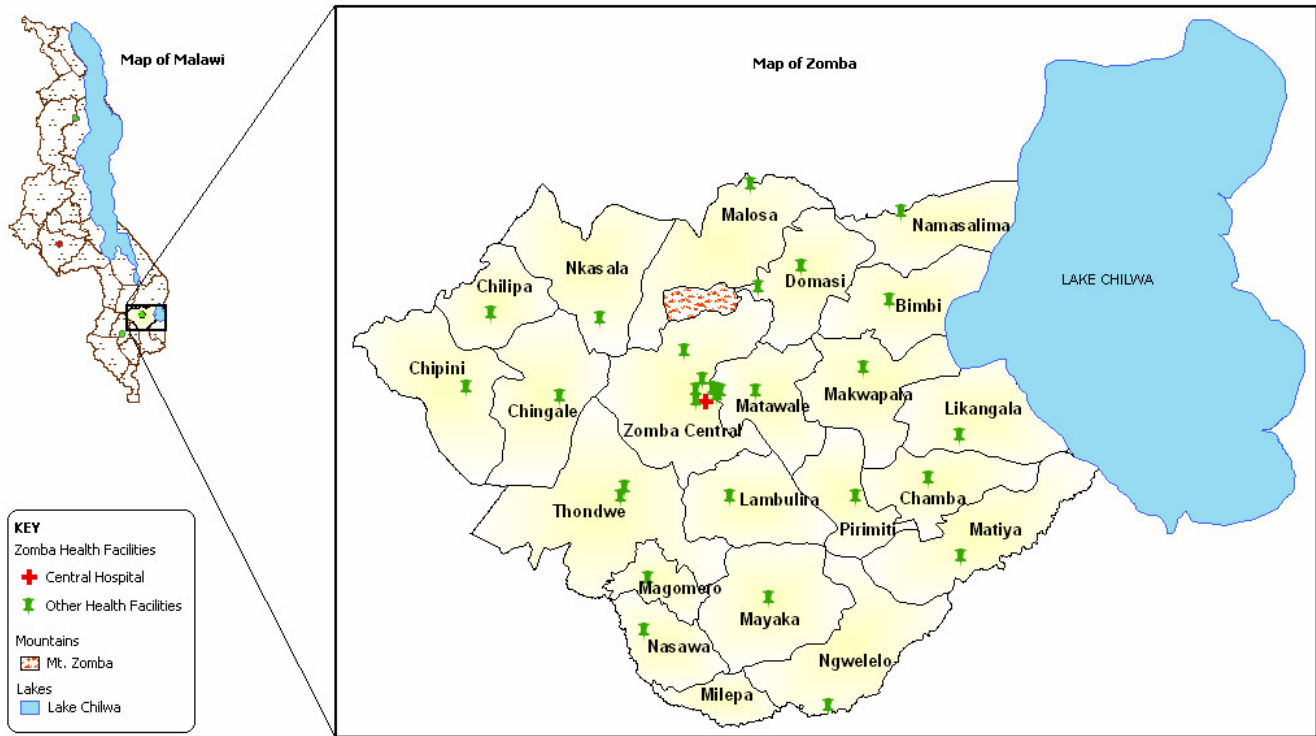 Map of Malawi
Map of Zomba
Malosa
Namasalima
Nkasala
Domasi
LAKE CHILWA
Chilipa
Bimbi
Chipini
Chingale
Matawale
Makwapala
Likangala
Zomba Central
Thondwe
Lambulira
Chamba
Pirimiti
Matiya
Magomero
Mayaka
Nasawa
Ngwelelo
Milepa
KEY
Zomba Health Facilities
Central Hospital
Other Health Facilities
Mountains
Mt. Zomba
Lakes
Lake Chilwa